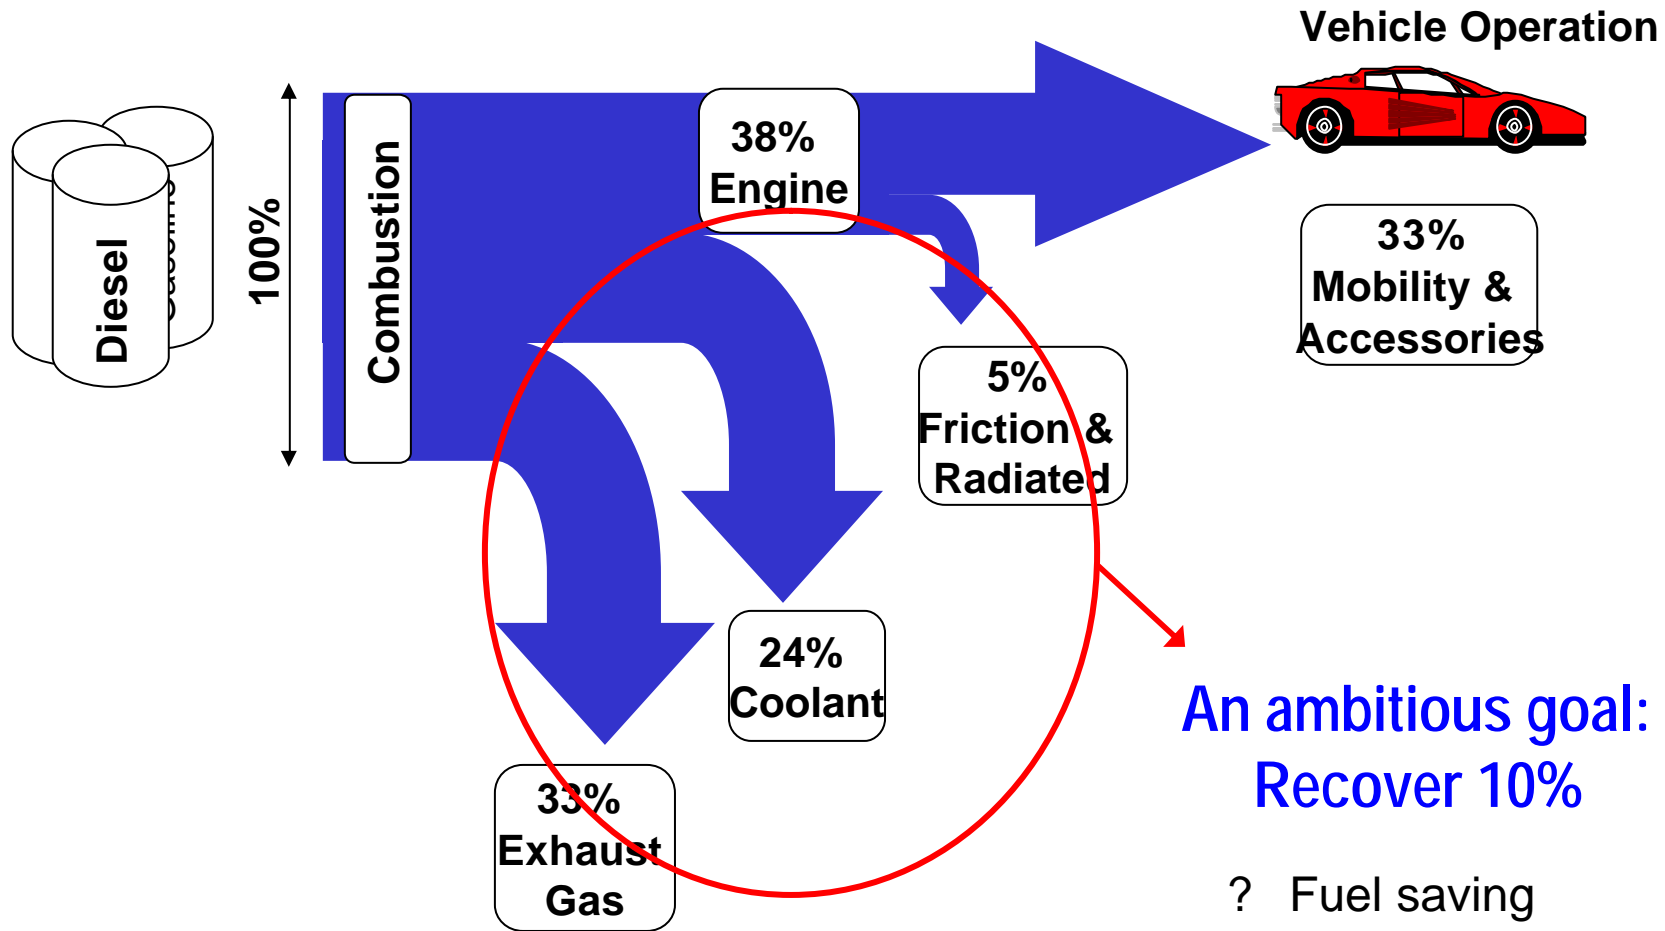 Vehicle Operation
Diesel
100%
Combustion
38%
Engine
33%
Mobility &
Accessories
5%
Friction &
Radiated
24%
Coolant
33%
Exhaust
Gas
An ambitious goal:
Recover 10%
? Fuel saving